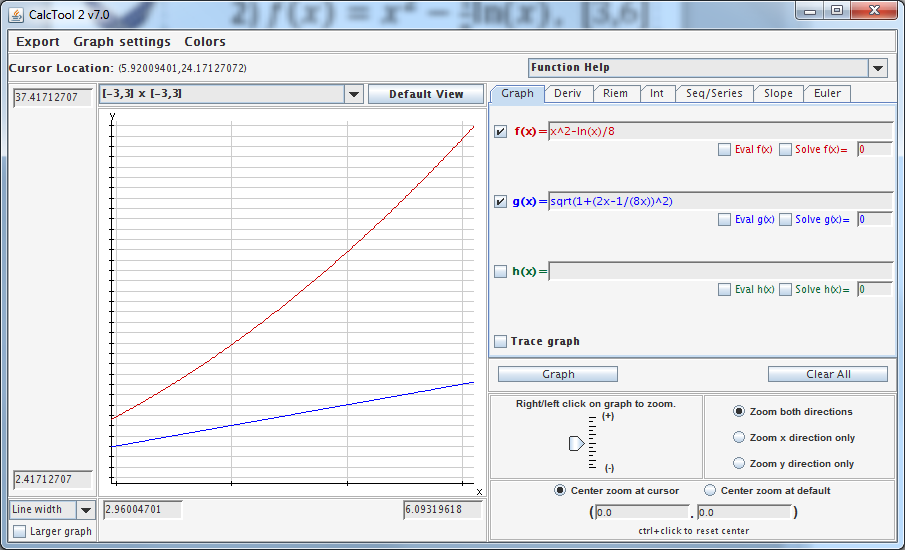 CalcTool 2 v7.0
2) f(x) = x² − ln(x), [3,6]
Export Graph settings Colors
Cursor Location: (5.92009401,24.17127072)
Function Help
37.41712707
[-3,3] x [-3,3]
Default View
Graph Deriv Riem Int Seq/Series Slope Euler
y
f(x)= x^2-ln(x)/8
Eval f(x) Solve f(x)= 0
g(x)= sqrt(1+(2x-1/(8x))^2)
Eval g(x) Solve g(x)= 0
h(x)=
Eval h(x) Solve h(x)= 0
Trace graph
Graph
Clear All
Right/left click on graph to zoom.
(+)
(-)
Zoom both directions
Zoom x direction only
Zoom y direction only
2.41712707
x
Center zoom at cursor
Center zoom at default
Line width
2.96004701
6.09319618
( 0.0 . 0.0 )
Larger graph
ctrl+click to reset center